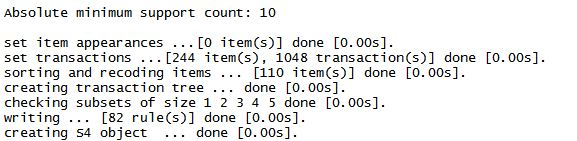 Absolute minimum support count: 10

set item appearances ...[0 item(s)] done [0.00s].
set transactions ...[244 item(s), 1048 transaction(s)] done [0.00s].
sorting and recoding items ... [110 item(s)] done [0.00s].
creating transaction tree ... done [0.00s].
checking subsets of size 1 2 3 4 5 done [0.00s].
writing ... [82 rule(s)] done [0.00s].
creating S4 object  ... done [0.00s].